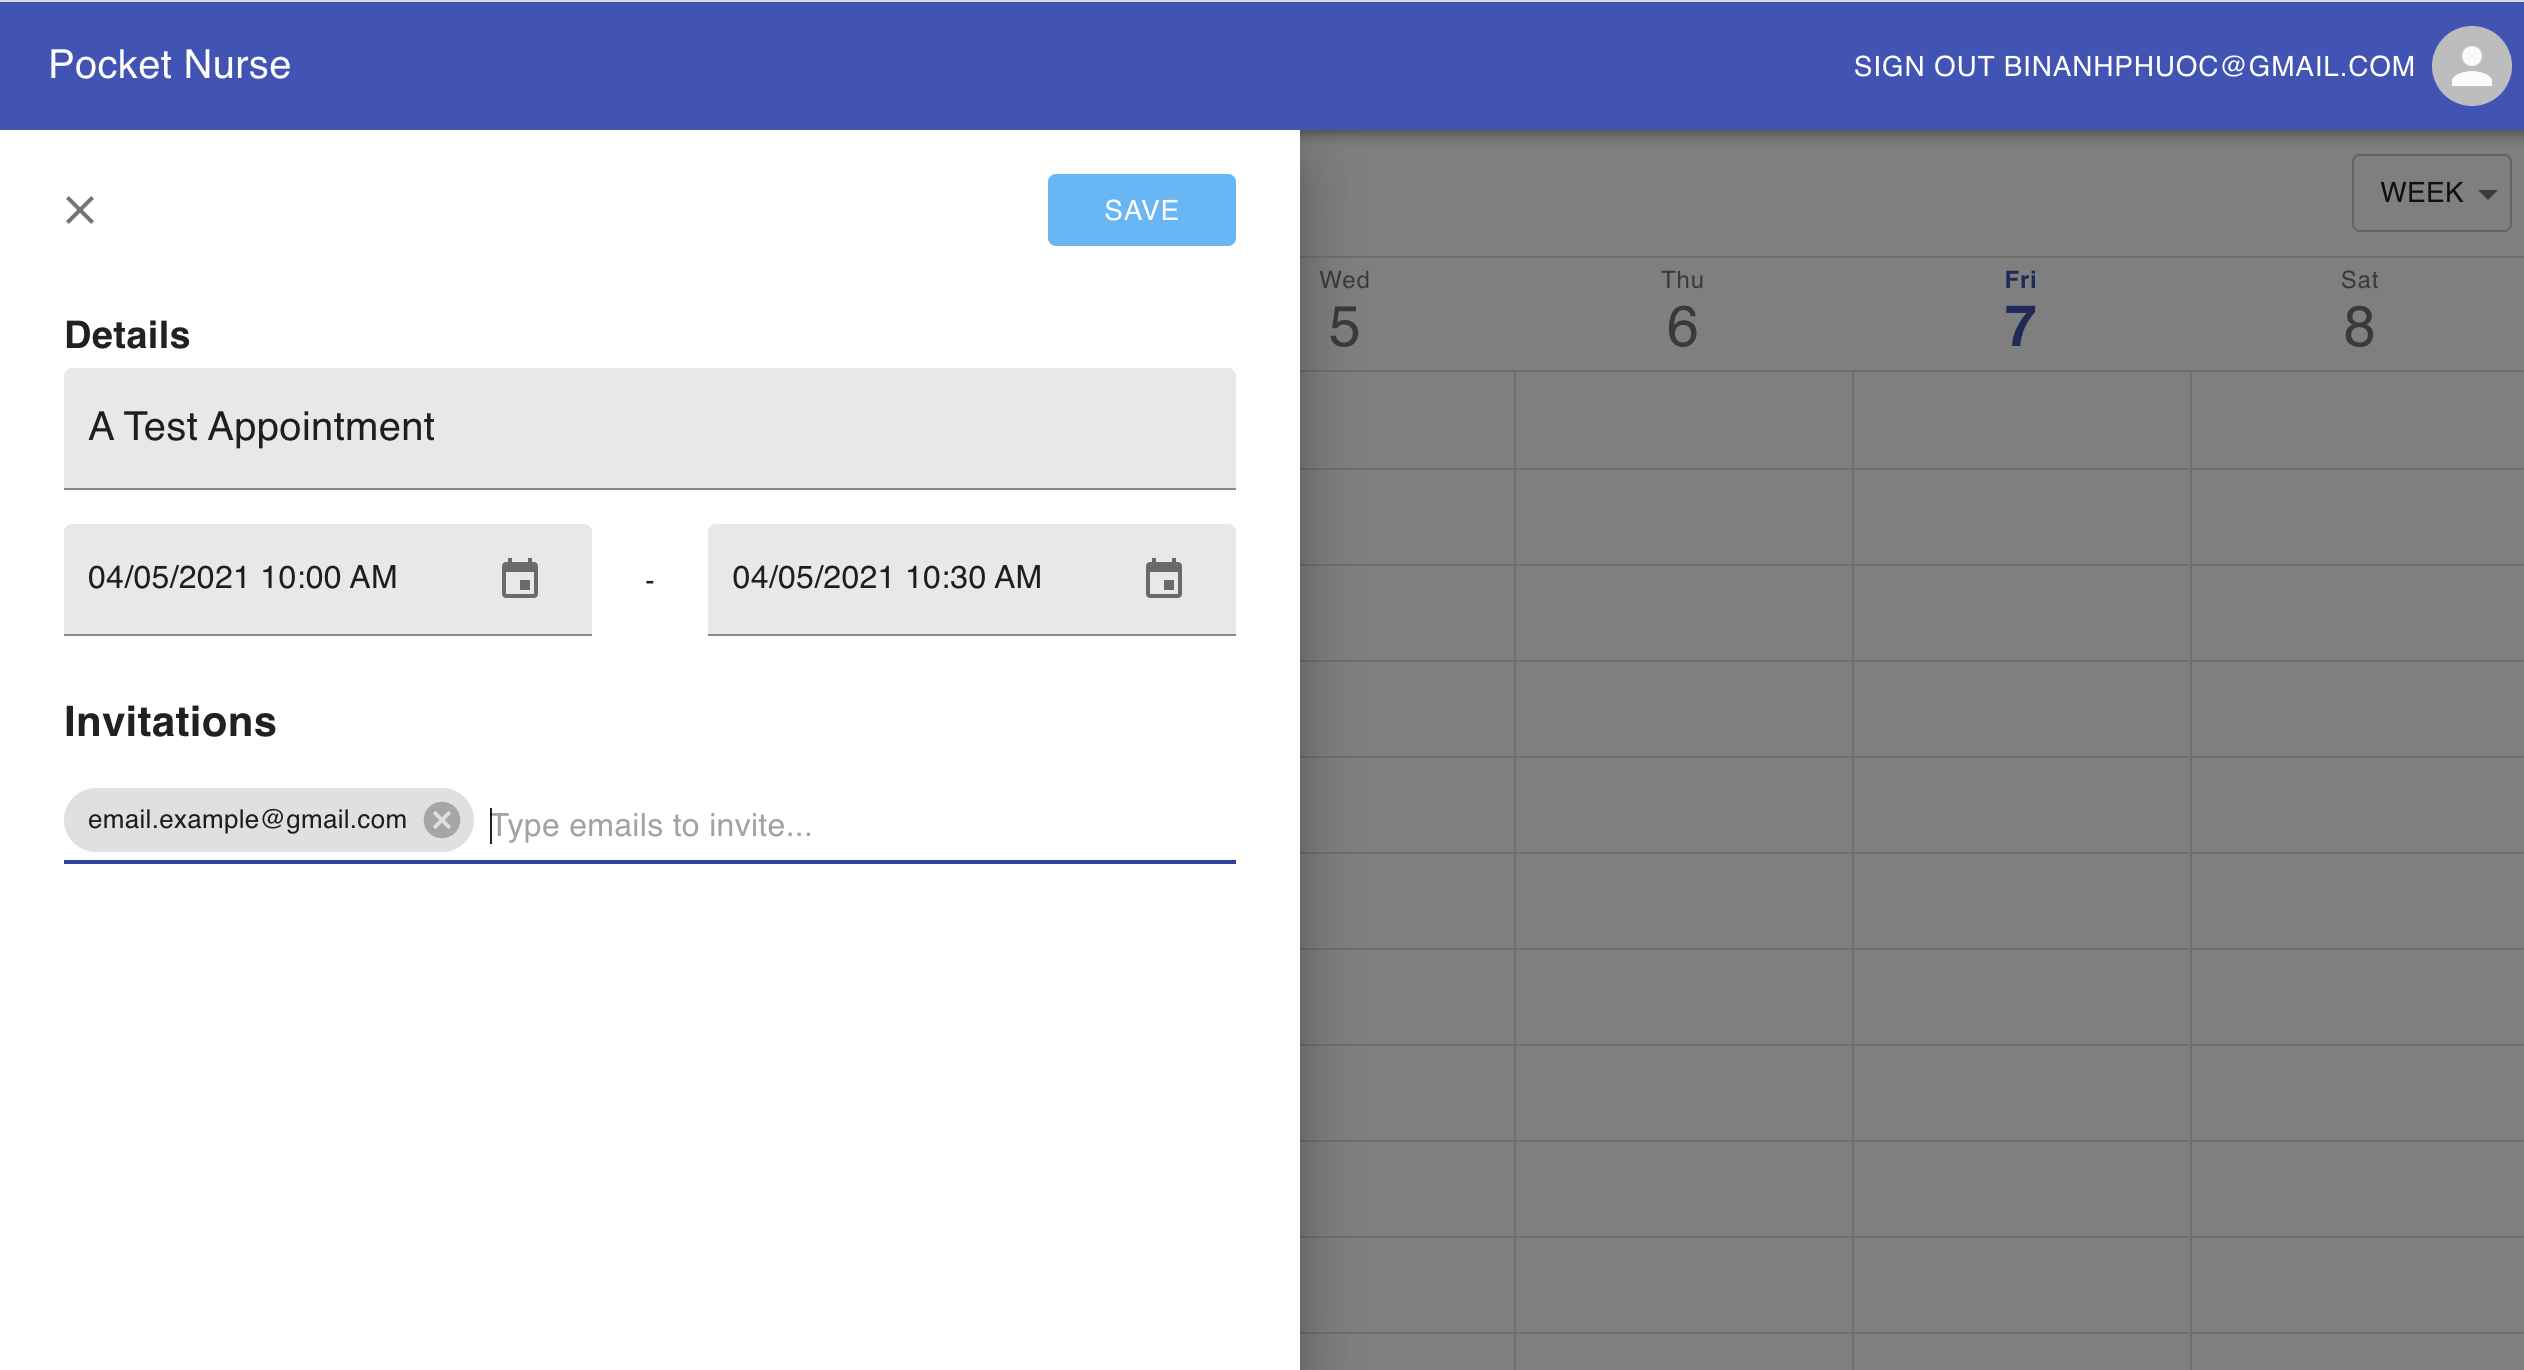 Pocket Nurse
SIGN OUT BINANHPHUOC@GMAIL.COM
SAVE
WEEK
Details
A Test Appointment
04/05/2021 10:00 AM - 04/05/2021 10:30 AM
Invitations
email.example@gmail.com Type emails to invite...
Wed Thu Fri Sat
5 6 7 8